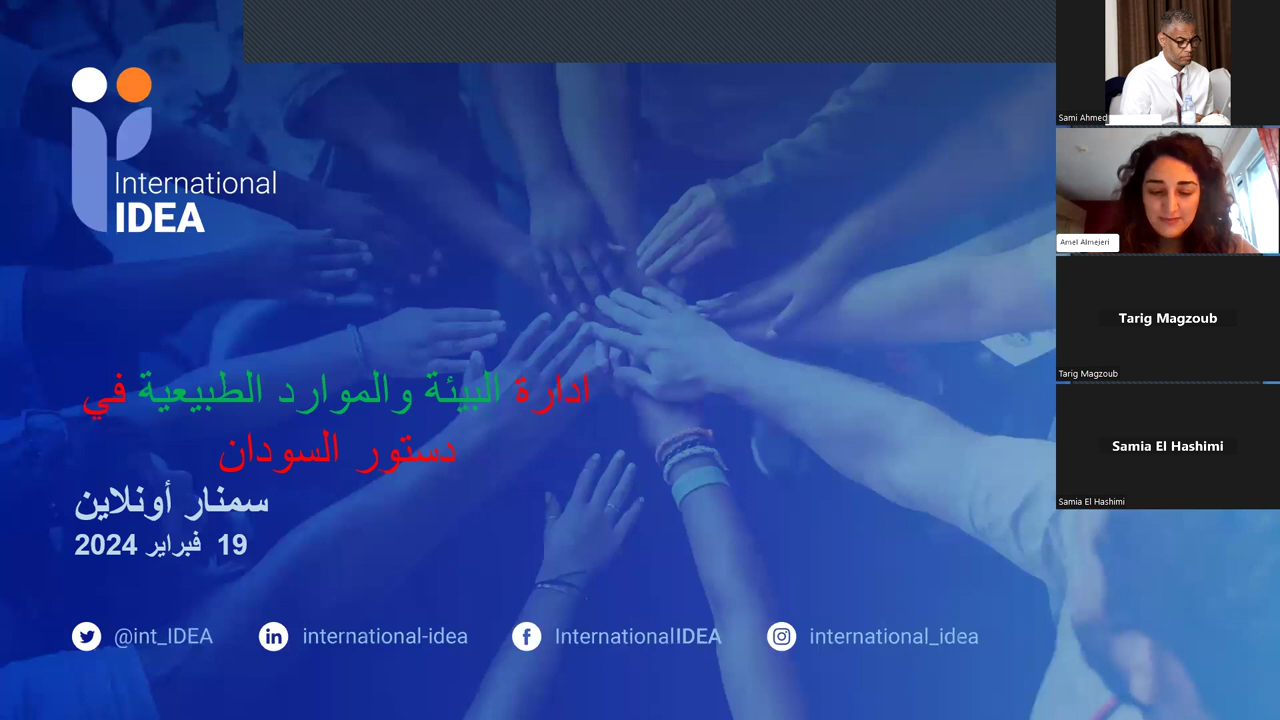 International
IDEA
ادارة البيئة والموارد الطبيعية في
دستور السودان
سمنار أونلاين
19 فبراير 2024
@int_IDEA
international-idea
InternationalIDEA
international_idea
Sami Ahmed
Amel Almejeri
Tarig Magzoub
Tarig Magzoub
Samia El Hashimi
Samia El Hashimi